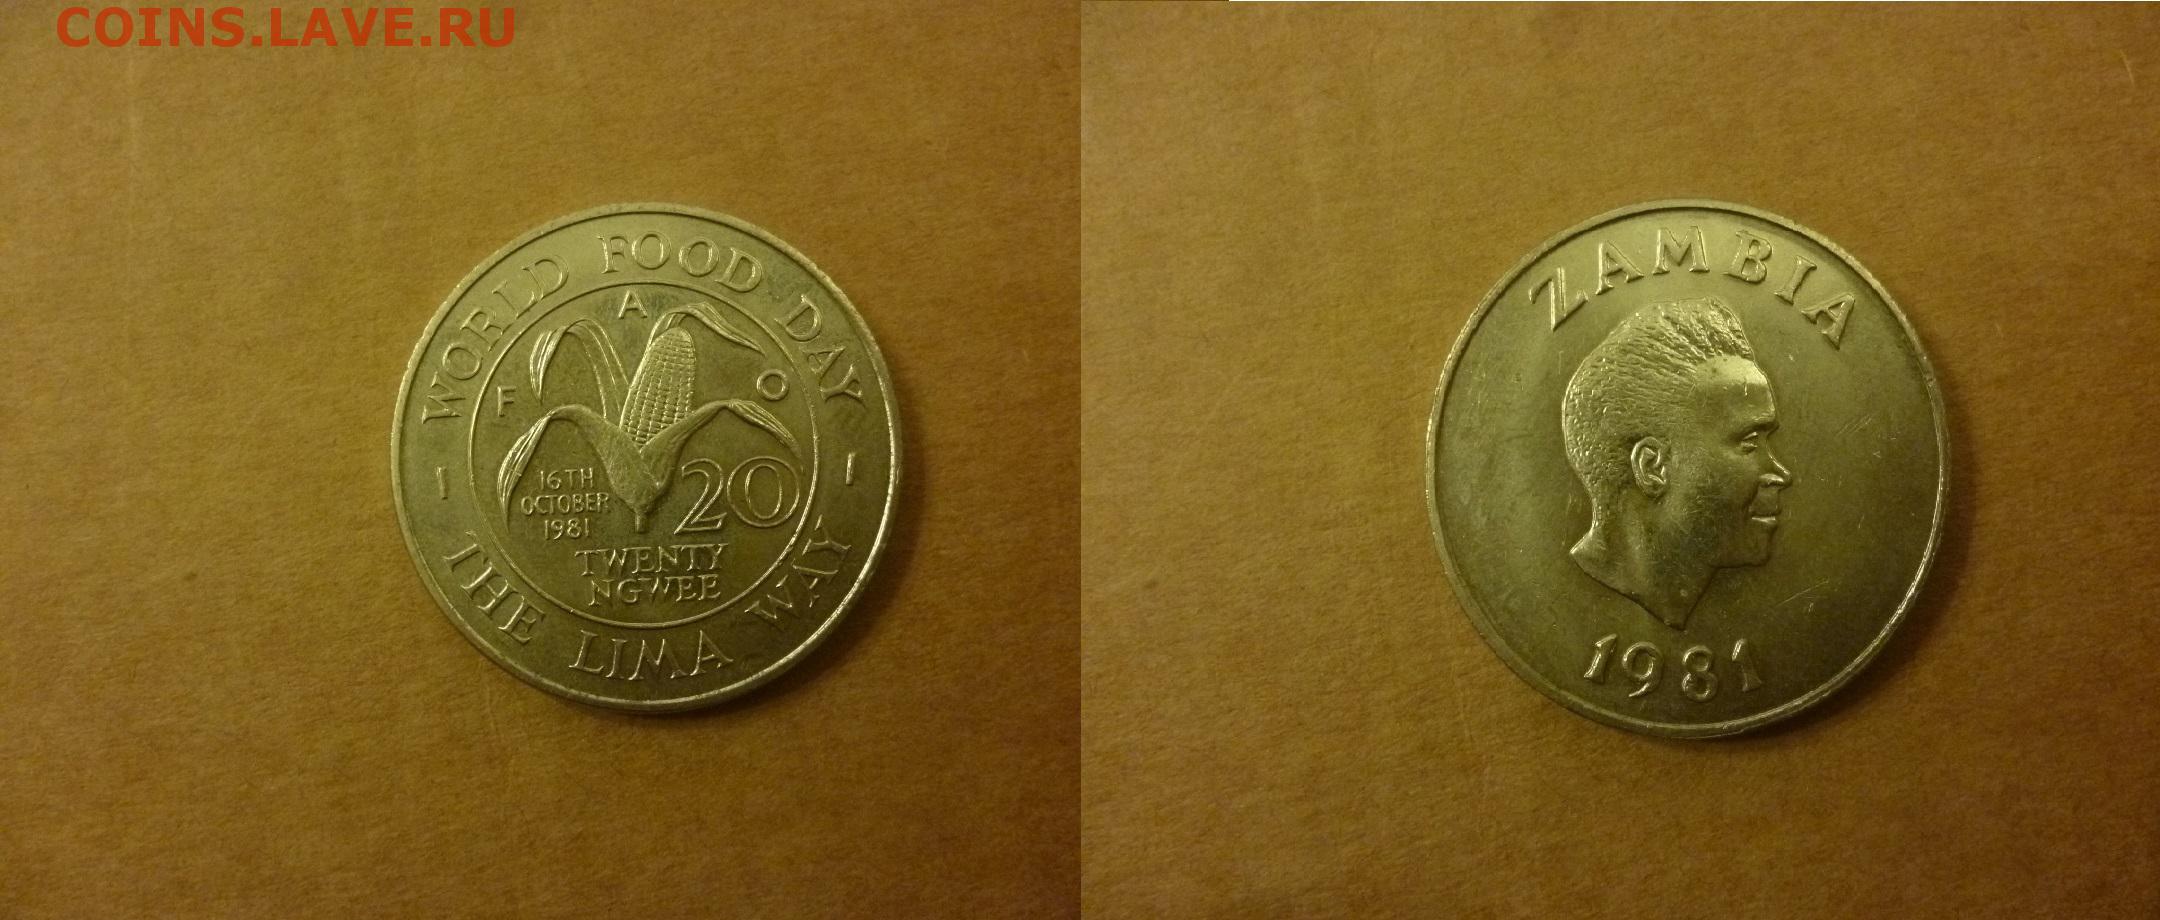 COINS.LAVE.RU
WORLD FOOD DAY
F A O
16TH
OCTOBER
1981
20
TWENTY
NGWEE
THE LIMA WAY
ZAMBIA
1981